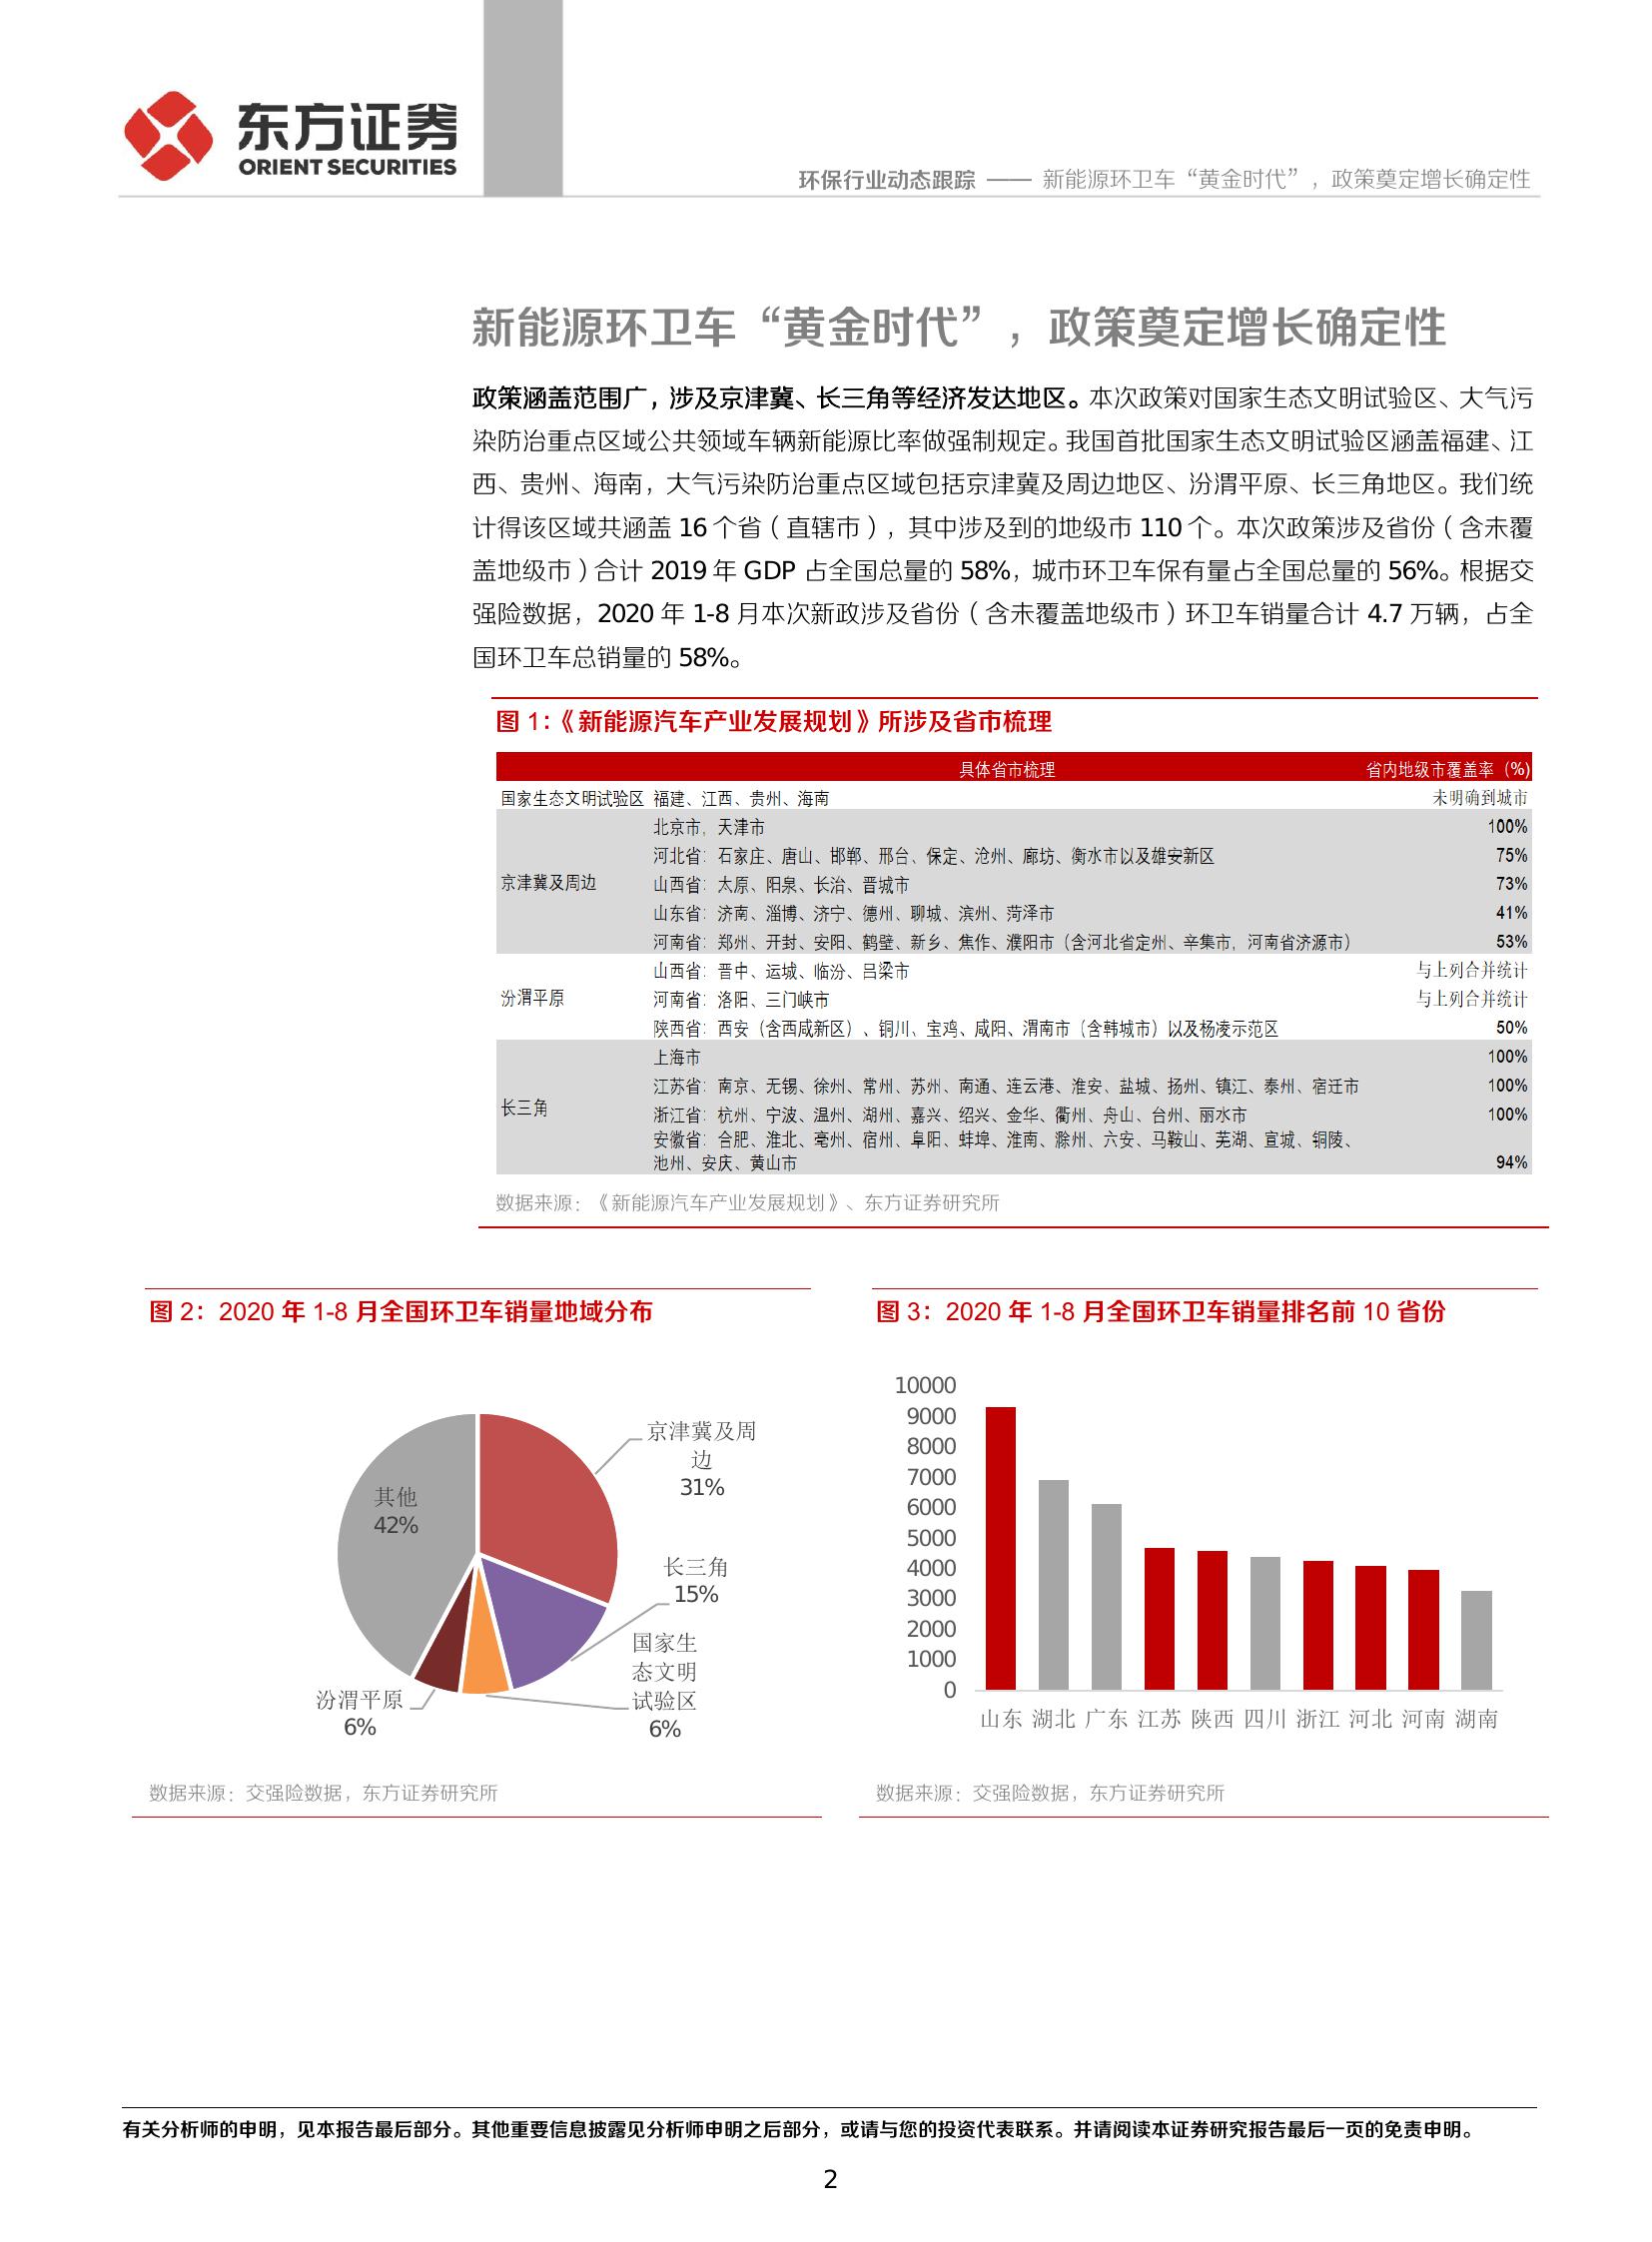 东方证券
ORIENT SECURITIES
环保行业动态跟踪 —— 新能源环卫车“黄金时代”，政策奠定增长确定性
新能源环卫车“黄金时代”，政策奠定增长确定性
政策涵盖范围广，涉及京津冀、长三角等经济发达地区。本次政策对国家生态文明试验区、大气污
染防治重点区域公共领域车辆新能源比率做强制规定。我国首批国家生态文明试验区涵盖福建、江
西、贵州、海南，大气污染防治重点区域包括京津冀及周边地区、汾渭平原、长三角地区。我们统
计得该区域共涵盖 16 个省（直辖市），其中涉及到的地级市 110 个。本次政策涉及省份（含未覆
盖地级市）合计 2019 年 GDP 占全国总量的 58%，城市环卫车保有量占全国总量的 56%。根据交
强险数据，2020 年 1-8 月本次新政涉及省份（含未覆盖地级市）环卫车销量合计 4.7 万辆，占全
国环卫车总销量的 58%。
图 1：《新能源汽车产业发展规划》所涉及省市梳理
具体省市梳理 省内地级市覆盖率（%）
国家生态文明试验区 福建、江西、贵州、海南 未明确到城市
京津冀及周边
北京市，天津市 100%
河北省：石家庄、唐山、邯郸、邢台、保定、沧州、廊坊、衡水市以及雄安新区 75%
山西省：太原、阳泉、长治、晋城市 73%
山东省：济南、淄博、济宁、德州、聊城、滨州、菏泽市 41%
河南省：郑州、开封、安阳、鹤壁、新乡、焦作、濮阳市（含河北省定州、辛集市，河南省济源市） 53%
汾渭平原
山西省：晋中、运城、临汾、吕梁市 与上列合并统计
河南省：洛阳、三门峡市 与上列合并统计
陕西省：西安（含西咸新区）、铜川、宝鸡、咸阳、渭南市（含韩城市）以及杨凌示范区 50%
长三角
上海市 100%
江苏省：南京、无锡、徐州、常州、苏州、南通、连云港、淮安、盐城、扬州、镇江、泰州、宿迁市 100%
浙江省：杭州、宁波、温州、湖州、嘉兴、绍兴、金华、衢州、舟山、台州、丽水市 100%
安徽省：合肥、淮北、亳州、宿州、阜阳、蚌埠、淮南、滁州、六安、马鞍山、芜湖、宣城、铜陵、
池州、安庆、黄山市 94%
数据来源：《新能源汽车产业发展规划》、东方证券研究所
图 2：2020 年 1-8 月全国环卫车销量地域分布
京津冀及周
边
31%
长三角
15%
国家生
态文明
试验区
6%
汾渭平原
6%
其他
42%
数据来源：交强险数据，东方证券研究所
图 3：2020 年 1-8 月全国环卫车销量排名前 10 省份
10000
9000
8000
7000
6000
5000
4000
3000
2000
1000
0
山东 湖北 广东 江苏 陕西 四川 浙江 河北 河南 湖南
数据来源：交强险数据，东方证券研究所
有关分析师的申明，见本报告最后部分。其他重要信息披露见分析师申明之后部分，或请与您的投资代表联系。并请阅读本证券研究报告最后一页的免责申明。
2